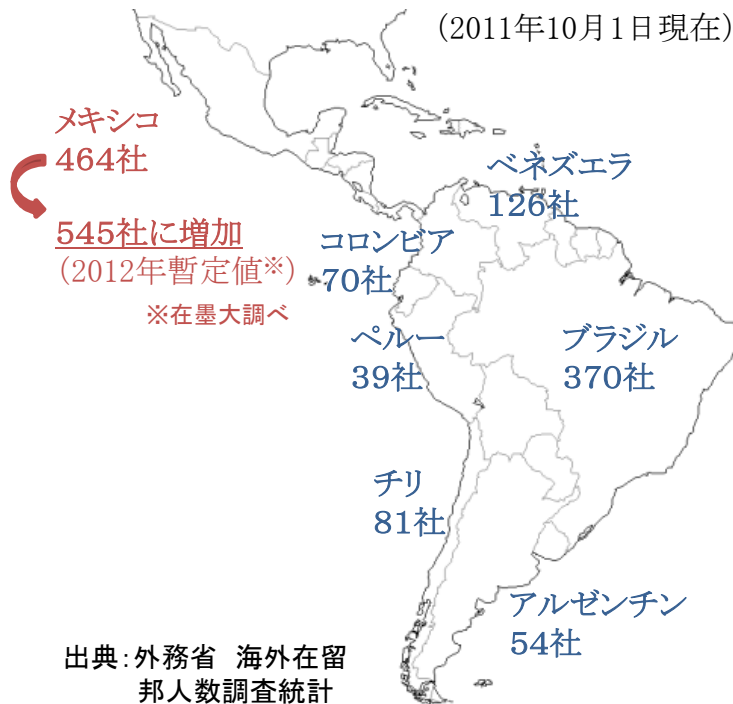 (2011年10月1日現在)
メキシコ
464社
545社に増加
(2012年暫定値※)
※在墨大調べ
ベネズエラ
126社
コロンビア
70社
ペルー
39社
ブラジル
370社
チリ
81社
アルゼンチン
54社
出典:外務省 海外在留
邦人数調査統計